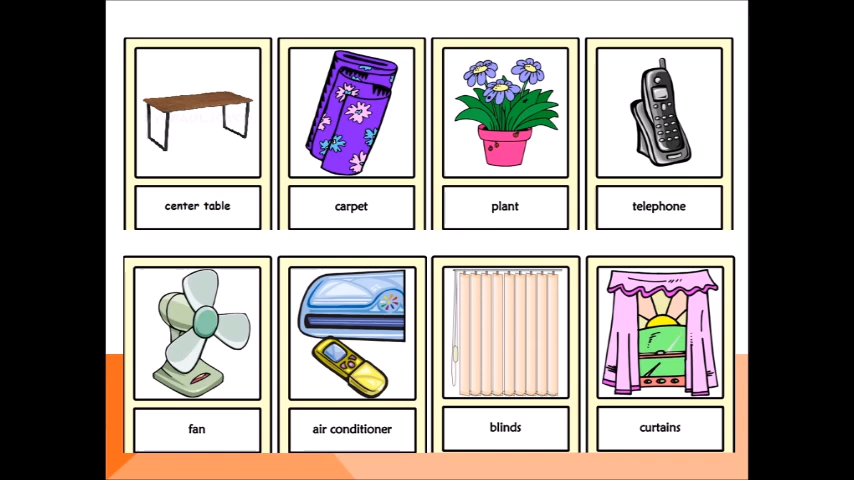 center table
carpet
plant
telephone
fan
air conditioner
blinds
curtains